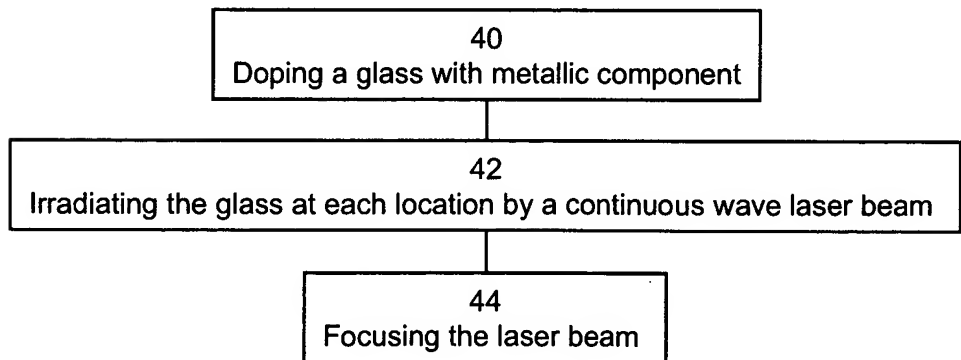 40
Doping a glass with metallic component
42
Irradiating the glass at each location by a continuous wave laser beam
44
Focusing the laser beam